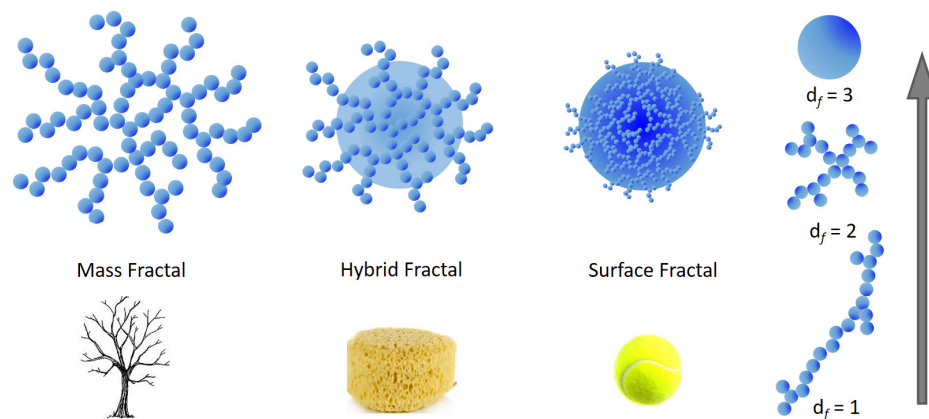 Mass Fractal
Hybrid Fractal
Surface Fractal
d_f = 3
d_f = 2
d_f = 1